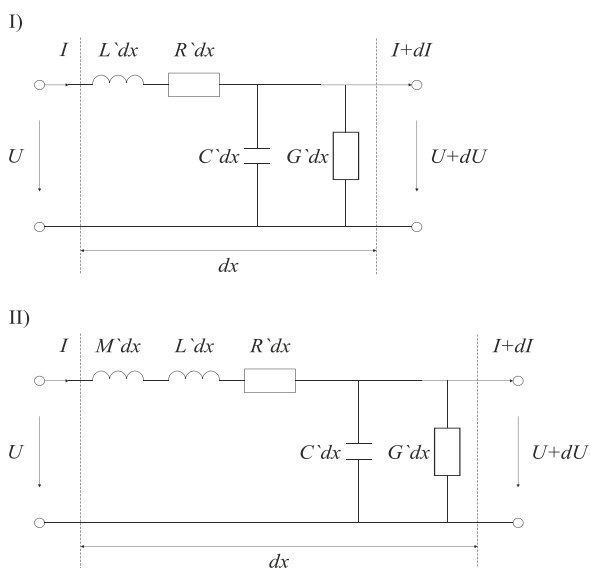 I)
I L`dx R`dx I+dI
U C`dx G`dx U+dU
dx
II)
I M`dx L`dx R`dx I+dI
U C`dx G`dx U+dU
dx